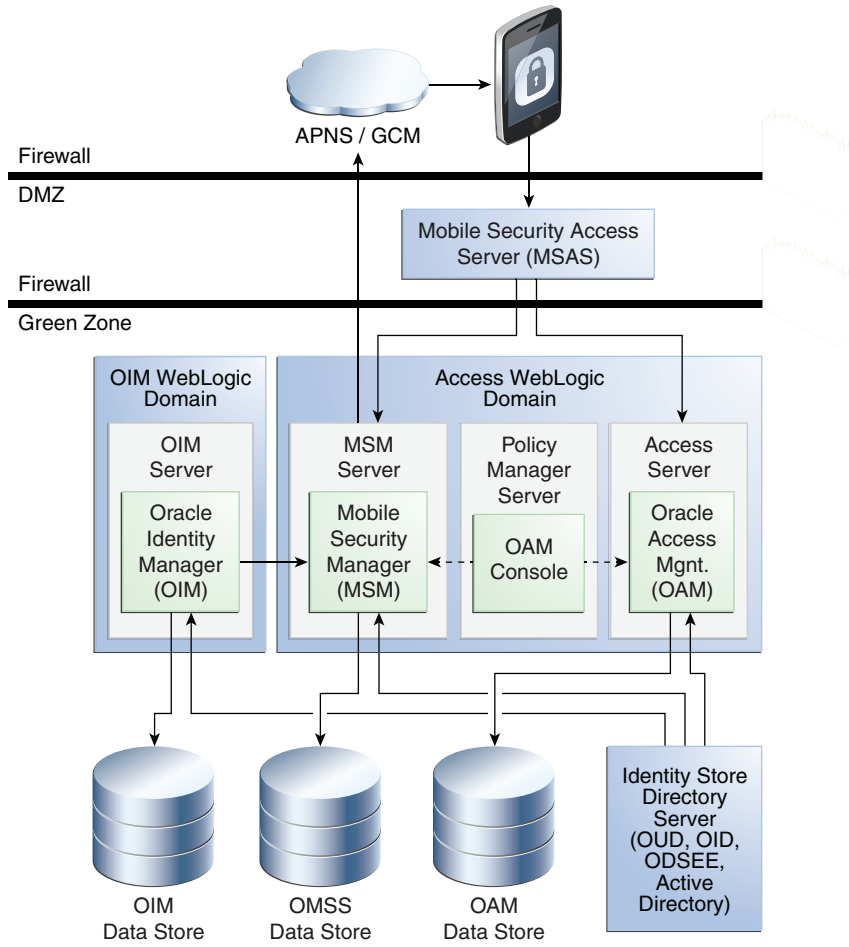 APNS / GCM
Firewall
DMZ
Mobile Security Access
Server (MSAS)
Firewall
Green Zone
OIM WebLogic
Domain
Access WebLogic
Domain
OIM
Server
MSM
Server
Policy
Manager
Server
Access
Server
Oracle
Identity
Manager
(OIM)
Mobile
Security
Manager
(MSM)
OAM
Console
Oracle
Access
Mgnt.
(OAM)
Identity Store
Directory
Server
(OUD, OID,
ODSEE,
Active
Directory)
OIM
Data Store
OMSS
Data Store
OAM
Data Store